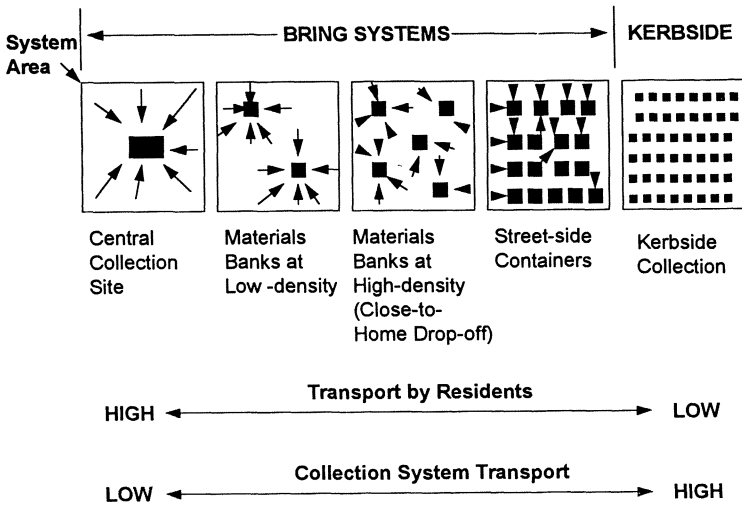 BRING SYSTEMS
KERBSIDE
System
Area
Central
Collection
Site
Materials
Banks at
Low -density
Materials
Banks at
High-density
(Close-to-
Home Drop-off)
Street-side
Containers
Kerbside
Collection
Transport by Residents
HIGH
LOW
Collection System Transport
LOW
HIGH